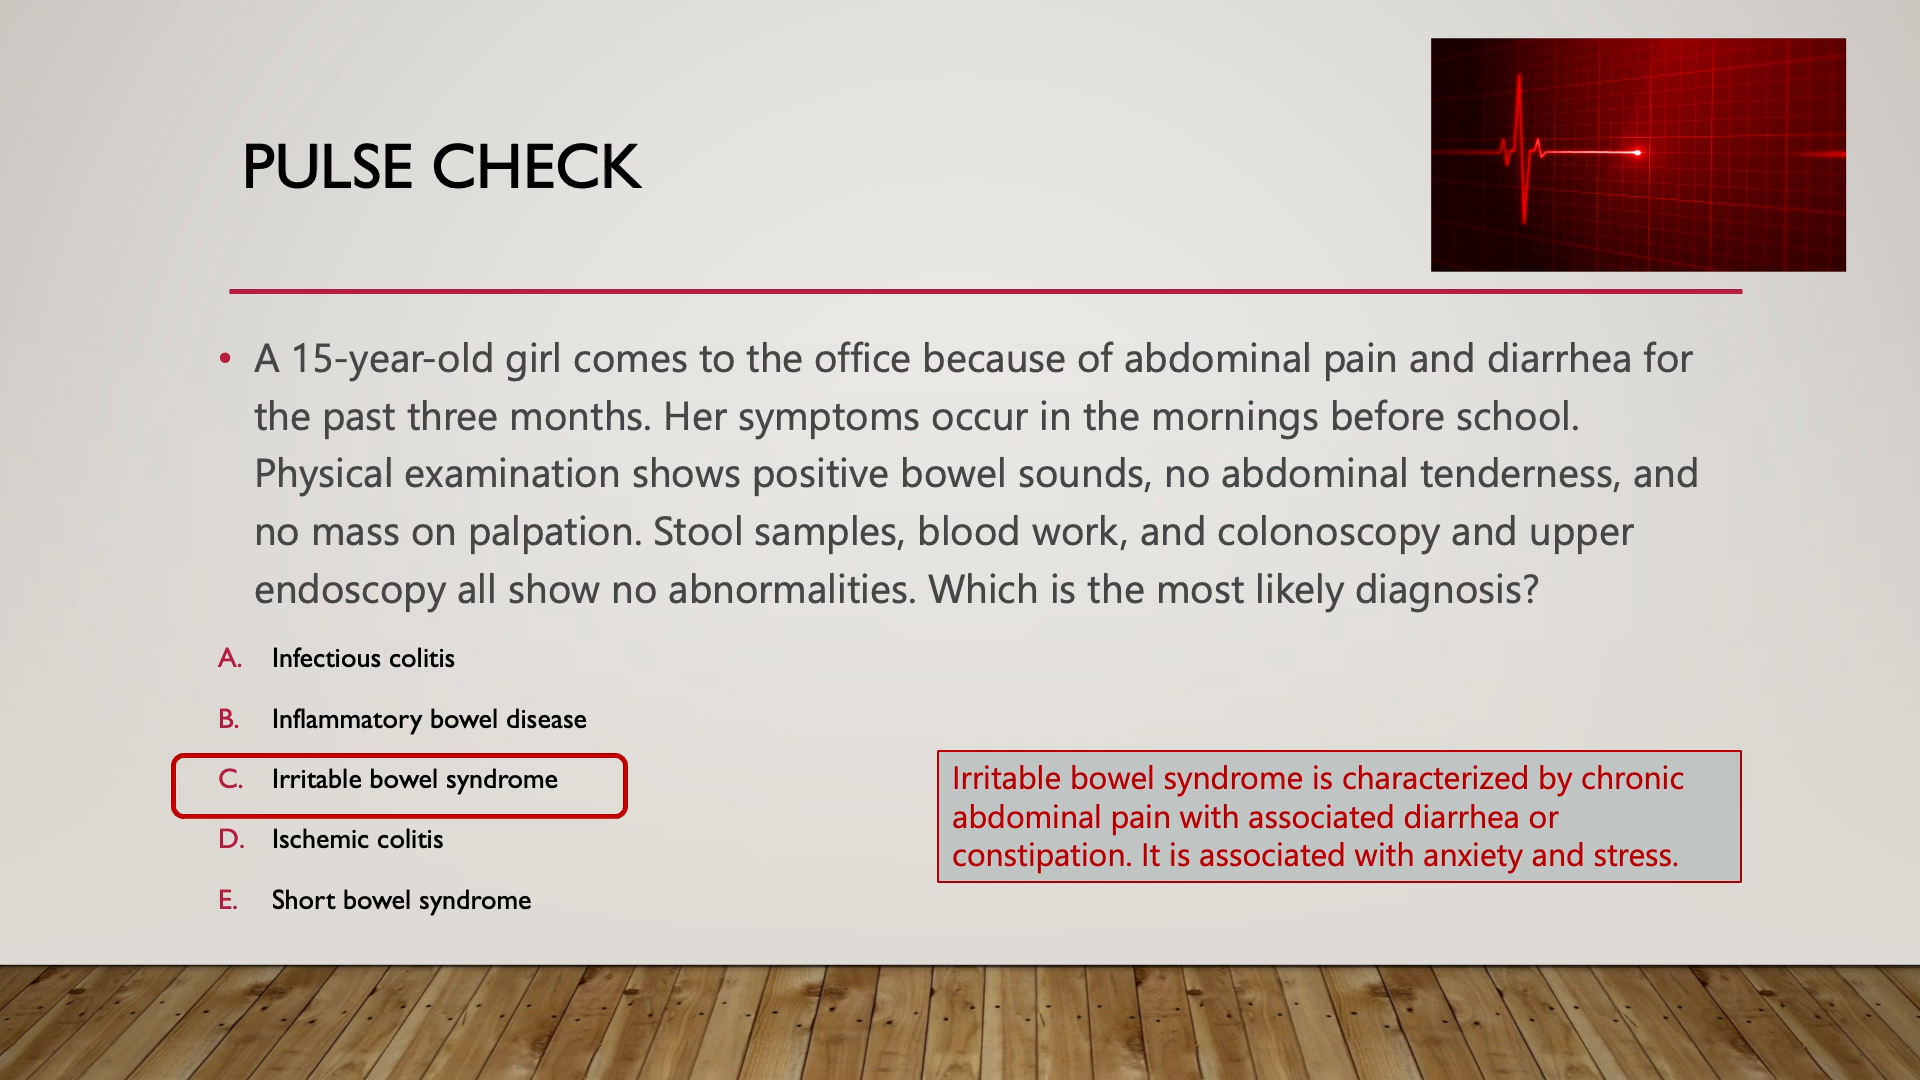 PULSE CHECK
• A 15-year-old girl comes to the office because of abdominal pain and diarrhea for
the past three months. Her symptoms occur in the mornings before school.
Physical examination shows positive bowel sounds, no abdominal tenderness, and
no mass on palpation. Stool samples, blood work, and colonoscopy and upper
endoscopy all show no abnormalities. Which is the most likely diagnosis?
A. Infectious colitis
B. Inflammatory bowel disease
C. Irritable bowel syndrome
D. Ischemic colitis
E. Short bowel syndrome
Irritable bowel syndrome is characterized by chronic
abdominal pain with associated diarrhea or
constipation. It is associated with anxiety and stress.